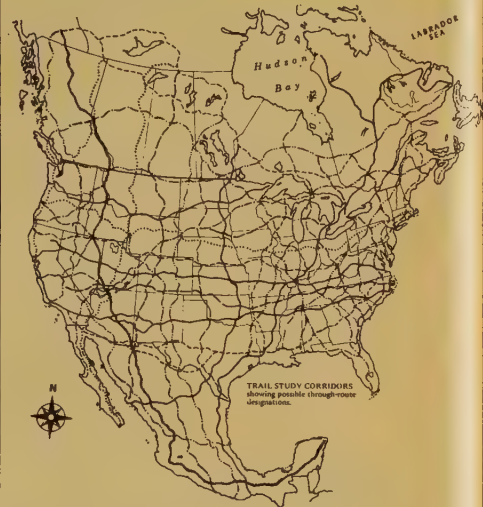 LABRADOR
SEA
Hudson
Bay
N
TRAIL STUDY CORRIDORS
showing possible through-route
designations.